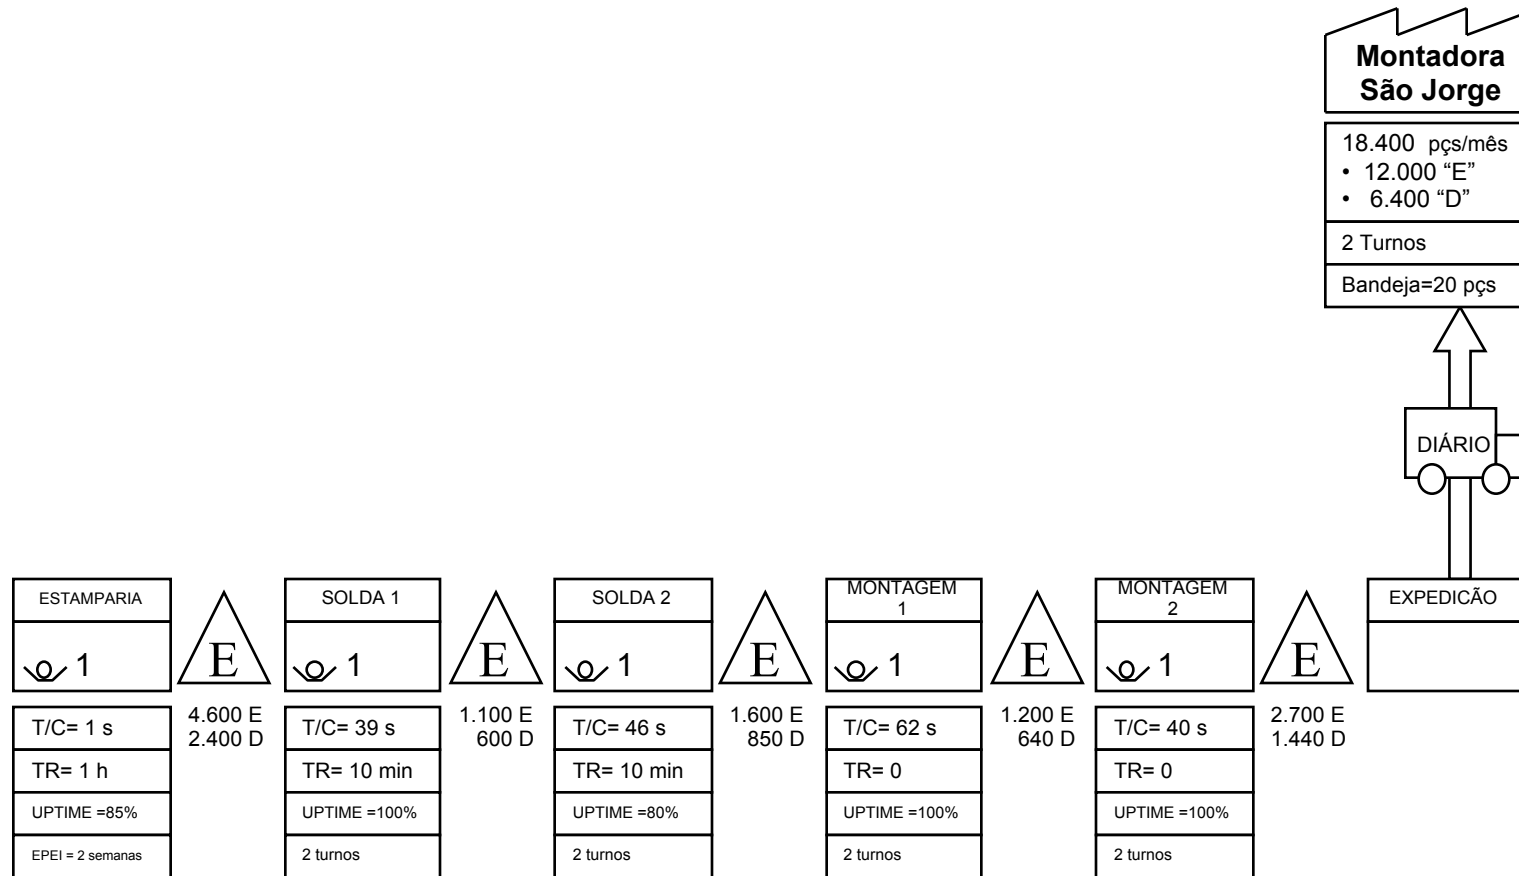 Montadora
São Jorge
18.400 pçs/mês
• 12.000 “E”
• 6.400 “D”
2 Turnos
Bandeja=20 pçs
DIÁRIO
ESTAMPARIA
1
T/C= 1 s
TR= 1 h
UPTIME =85%
EPEI = 2 semanas
E
4.600 E
2.400 D
SOLDA 1
1
T/C= 39 s
TR= 10 min
UPTIME =100%
2 turnos
E
1.100 E
600 D
SOLDA 2
1
T/C= 46 s
TR= 10 min
UPTIME =80%
2 turnos
E
1.600 E
850 D
MONTAGEM
1
1
T/C= 62 s
TR= 0
UPTIME =100%
2 turnos
E
1.200 E
640 D
MONTAGEM
2
1
T/C= 40 s
TR= 0
UPTIME =100%
2 turnos
E
2.700 E
1.440 D
EXPEDICÃO